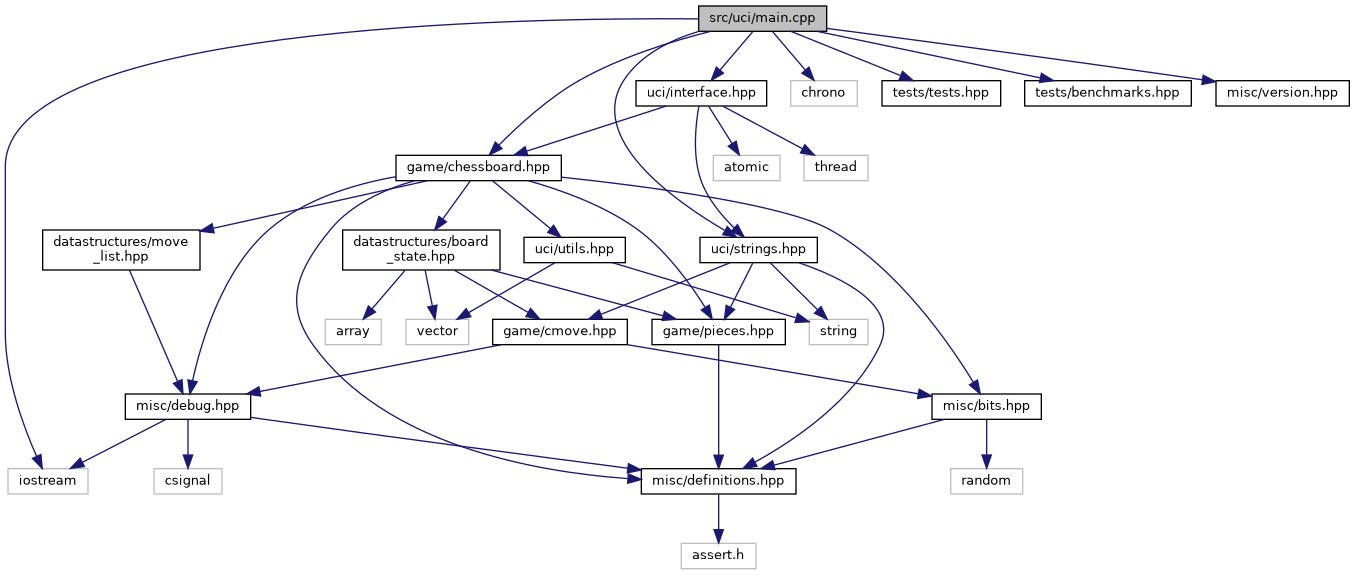 src/uci/main.cpp
uci/interface.hpp
chrono
tests/tests.hpp
tests/benchmarks.hpp
misc/version.hpp
game/chessboard.hpp
atomic
thread
datastructures/move
_list.hpp
datastructures/board
_state.hpp
uci/utils.hpp
uci/strings.hpp
array
vector
game/cmove.hpp
game/pieces.hpp
string
misc/debug.hpp
misc/bits.hpp
iostream
csignal
misc/definitions.hpp
random
assert.h